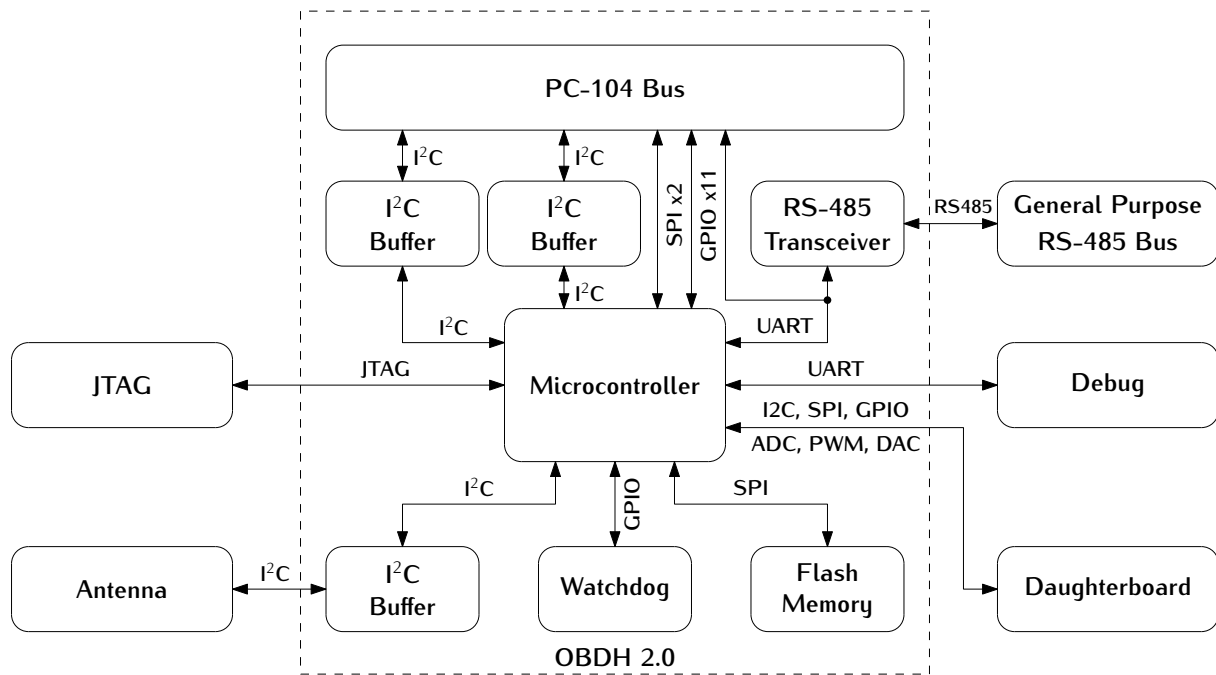 PC-104 Bus
I²C
I²C
SPI x2
GPIO x11
I²C
Buffer
I²C
Buffer
RS-485
Transceiver
RS485
General Purpose
RS-485 Bus
I²C
I²C
UART
JTAG
JTAG
Microcontroller
UART
Debug
I2C, SPI, GPIO
ADC, PWM, DAC
I²C
GPIO
SPI
Antenna
I²C
I²C
Buffer
Watchdog
Flash
Memory
Daughterboard
OBDH 2.0